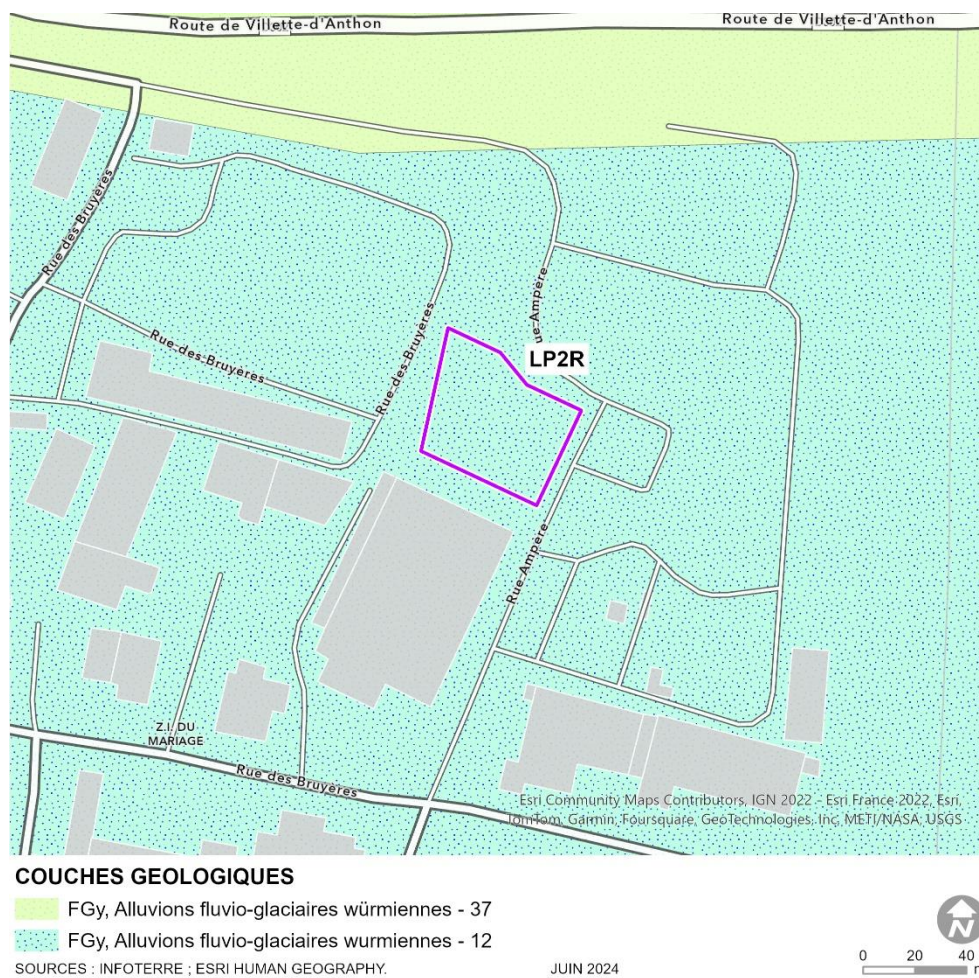 Route de Villette-d'Anthon
Route de Villette-d'Anthon
Rue des Bruyères
Rue des Bruyères
Rue des Bruyères
ue Ampère
LP2R
Rue Ampère
Z.I. DU
MARIAGE
Rue des Bruyères
Esri Community Maps Contributors, IGN 2022 - Esri France 2022, Esri,
TomTom, Garmin, Foursquare, GeoTechnologies, Inc, METI/NASA, USGS
COUCHES GEOLOGIQUES
FGy, Alluvions fluvio-glaciaires würmiennes - 37
FGy, Alluvions fluvio-glaciaires wurmiennes - 12
SOURCES : INFOTERRE ; ESRI HUMAN GEOGRAPHY.
JUIN 2024
N
0 20 40